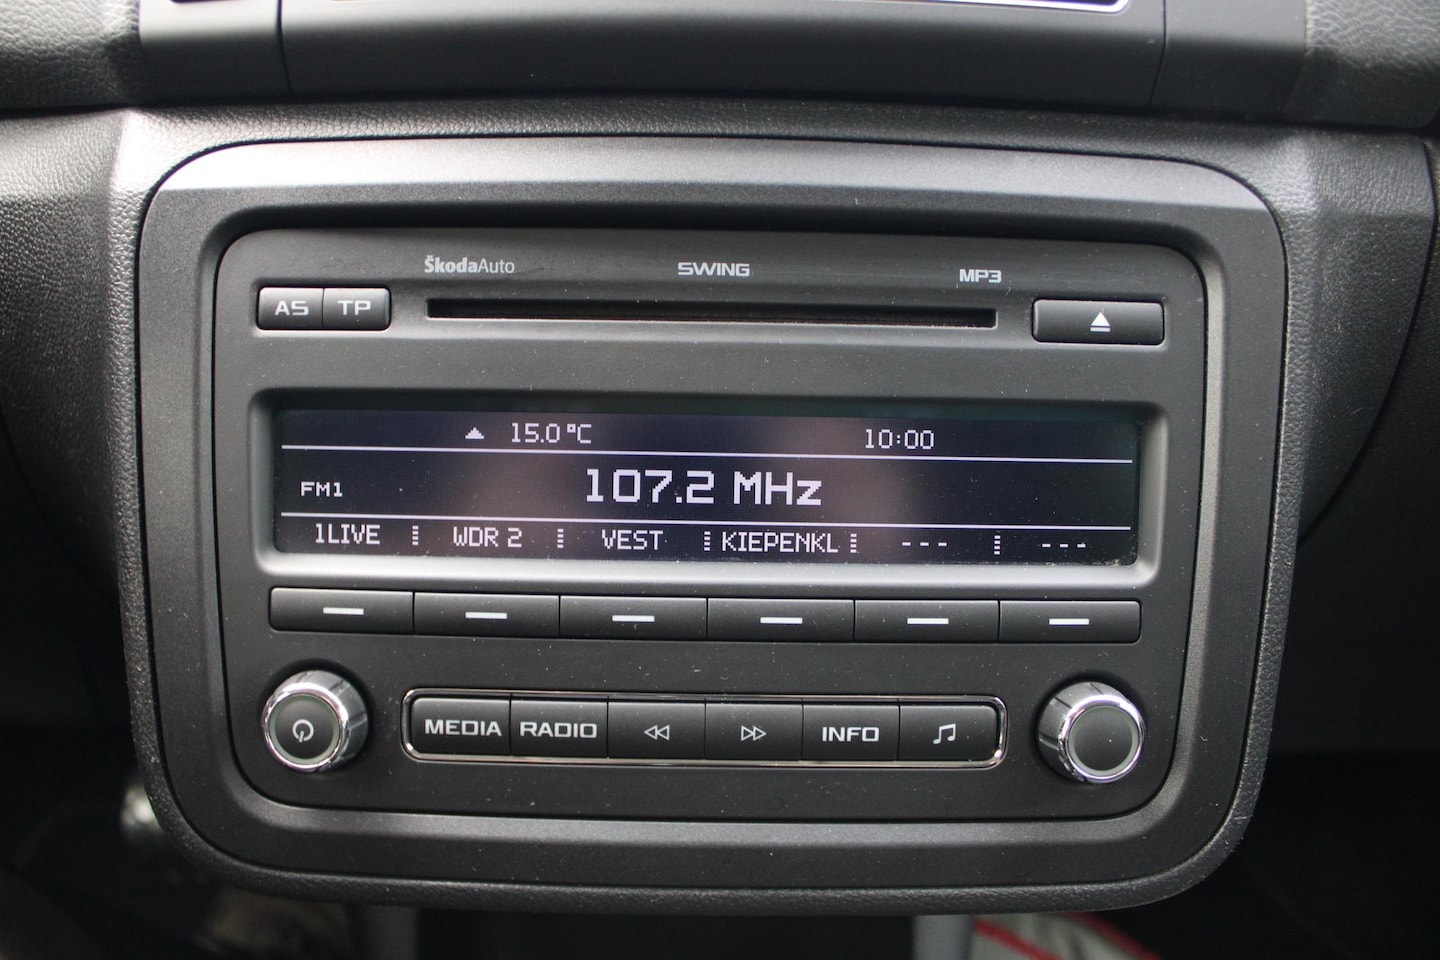 ŠkodaAuto SWING MP3
AS TP
15.0 °C 10:00
FM1 107.2 MHz
1LIVE WDR 2 VEST KIEPENKL --- ---
MEDIA RADIO INFO